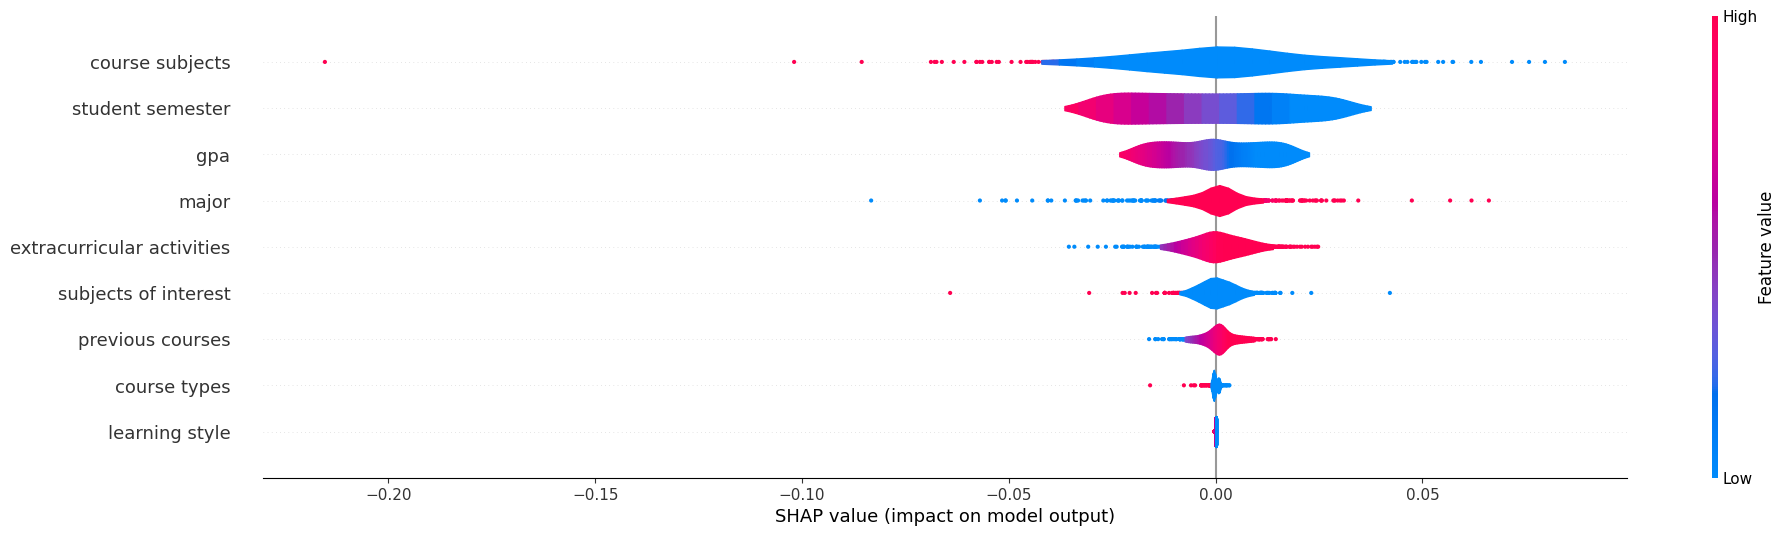 High
course subjects
student semester
gpa
major
extracurricular activities
subjects of interest
previous courses
course types
learning style
Feature value
Low
−0.20 −0.15 −0.10 −0.05 0.00 0.05
SHAP value (impact on model output)